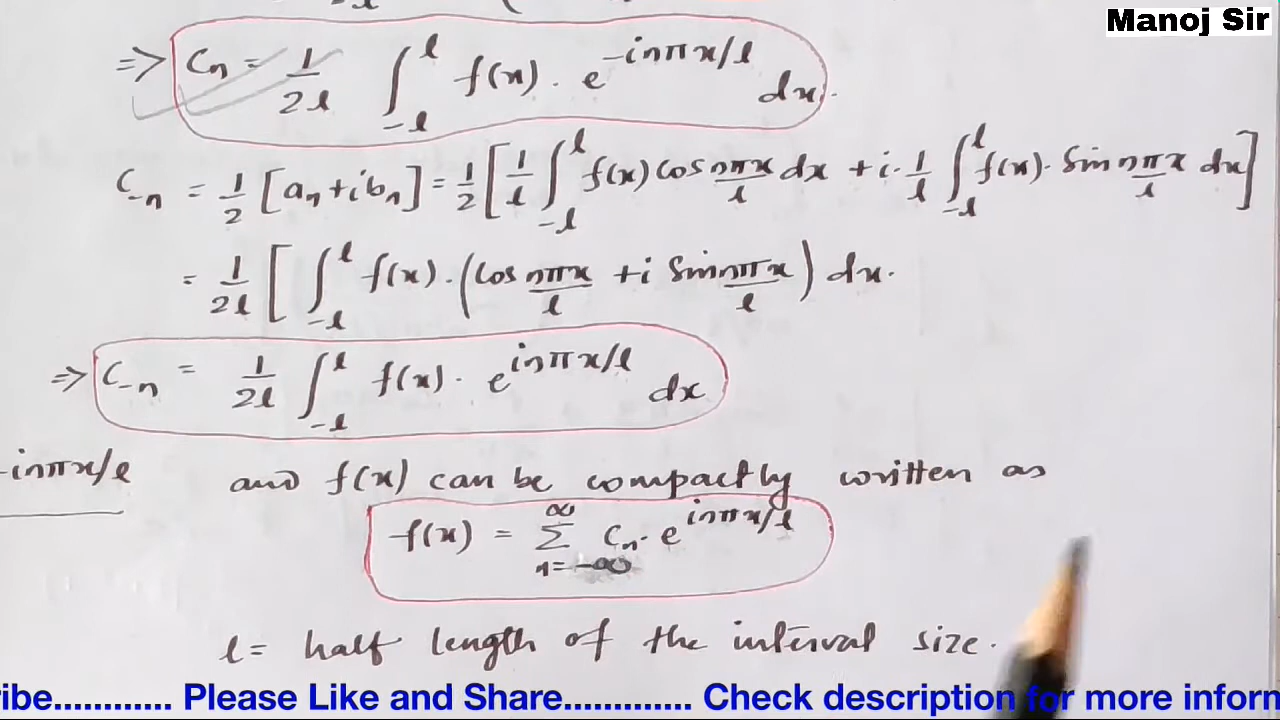 Manoj Sir
⇒ Cn = 1/2l ∫_{-l}^{l} f(x) · e^{-inπx/l} dx.
C-n = 1/2 [an + ibn] = 1/2 [1/l ∫_{-l}^{l} f(x) cos nπx/l dx + i · 1/l ∫_{-l}^{l} f(x) · Sin nπx/l dx]
= 1/2l [ ∫_{-l}^{l} f(x) · (cos nπx/l + i Sin nπx/l) dx.
⇒ C-n = 1/2l ∫_{-l}^{l} f(x) · e^{inπx/l} dx
-inπx/l and f(x) can be compactly written as
f(x) = Σ_{n=-∞}^{∞} Cn · e^{inπx/l}
l = half length of the interval size.
ribe............ Please Like and Share............. Check description for more inforn